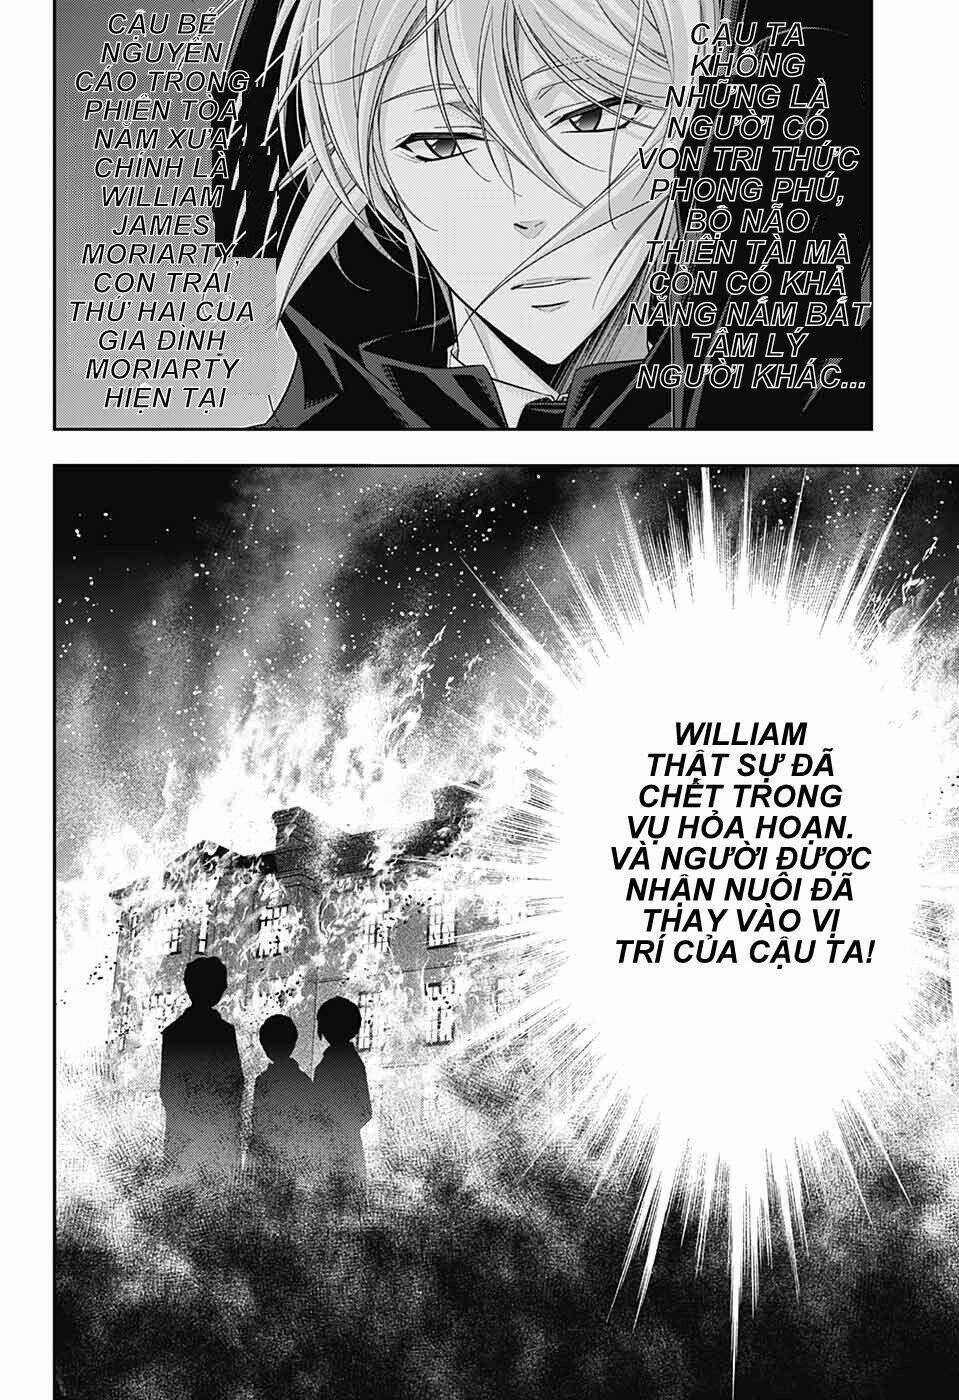 CẬU TA
KHÔNG
NHỮNG LÀ
NGƯỜI CÓ
VỐN TRI THỨC
PHONG PHÚ,
BỘ NÃO
THIÊN TÀI MÀ
CÒN CÓ KHẢ
NĂNG NẮM BẮT
TÂM LÝ
NGƯỜI KHÁC...
CẬU BÉ
NGUYỂN
CÁO TRONG
PHIÊN TÒA
NĂM XƯA
CHÍNH LÀ
WILLIAM
JAMES
MORIARTY,
CON TRAI
THỨ HAI CỦA
GIA ĐÌNH
MORIARTY
HIỆN TẠI
WILLIAM
THẬT SỰ ĐÃ
CHẾT TRONG
VỤ HỎA HOẠN.
VÀ NGƯỜI ĐƯỢC
NHẬN NUÔI ĐÃ
THAY VÀO VỊ
TRÍ CỦA CẬU TA!